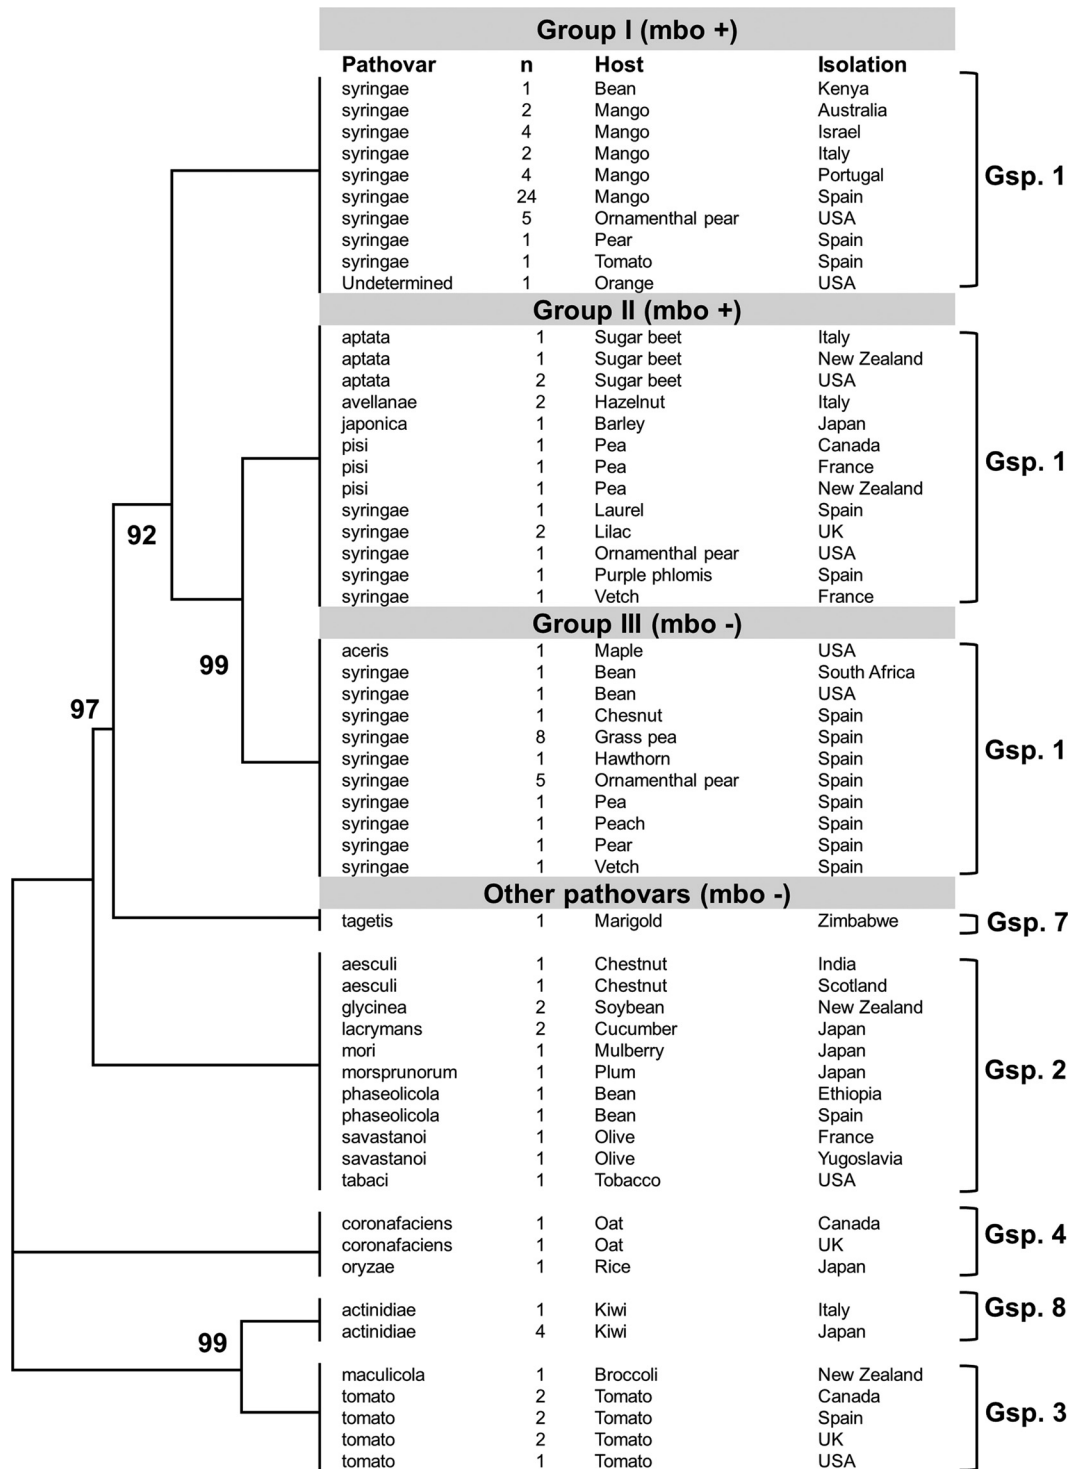 Group I (mbo +)
Pathovar n Host Isolation
syringae 1 Bean Kenya
syringae 2 Mango Australia
syringae 4 Mango Israel
syringae 2 Mango Italy
syringae 4 Mango Portugal
Gsp. 1
syringae 24 Mango Spain
syringae 5 Ornamenthal pear USA
syringae 1 Pear Spain
syringae 1 Tomato Spain
Undetermined 1 Orange USA
Group II (mbo +)
aptata 1 Sugar beet Italy
aptata 1 Sugar beet New Zealand
aptata 2 Sugar beet USA
avellanae 2 Hazelnut Italy
japonica 1 Barley Japan
pisi 1 Pea Canada
pisi 1 Pea France
Gsp. 1
pisi 1 Pea New Zealand
syringae 1 Laurel Spain
syringae 2 Lilac UK
92
syringae 1 Ornamenthal pear USA
syringae 1 Purple phlomis Spain
syringae 1 Vetch France
Group III (mbo -)
aceris 1 Maple USA
99
syringae 1 Bean South Africa
syringae 1 Bean USA
97
syringae 1 Chesnut Spain
syringae 8 Grass pea Spain
Gsp. 1
syringae 1 Hawthorn Spain
syringae 5 Ornamenthal pear Spain
syringae 1 Pea Spain
syringae 1 Peach Spain
syringae 1 Pear Spain
syringae 1 Vetch Spain
Other pathovars (mbo -)
tagetis 1 Marigold Zimbabwe
Gsp. 7
aesculi 1 Chestnut India
aesculi 1 Chestnut Scotland
glycinea 2 Soybean New Zealand
lacrymans 2 Cucumber Japan
mori 1 Mulberry Japan
morsprunorum 1 Plum Japan
Gsp. 2
phaseolicola 1 Bean Ethiopia
phaseolicola 1 Bean Spain
savastanoi 1 Olive France
savastanoi 1 Olive Yugoslavia
tabaci 1 Tobacco USA
coronafaciens 1 Oat Canada
Gsp. 4
coronafaciens 1 Oat UK
oryzae 1 Rice Japan
actinidiae 1 Kiwi Italy
Gsp. 8
actinidiae 4 Kiwi Japan
99
maculicola 1 Broccoli New Zealand
tomato 2 Tomato Canada
Gsp. 3
tomato 2 Tomato Spain
tomato 2 Tomato UK
tomato 1 Tomato USA